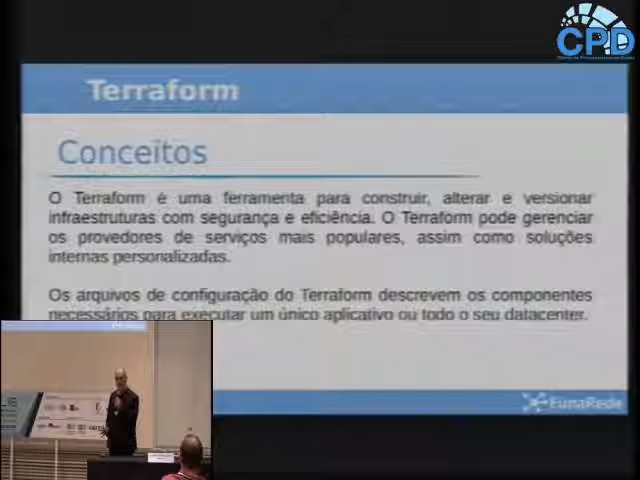 CPD
Terraform
Conceitos
O Terraform é uma ferramenta para construir, alterar e versionar
infraestruturas com segurança e eficiência. O Terraform pode gerenciar
os provedores de serviços mais populares, assim como soluções
internas personalizadas.
Os arquivos de configuração do Terraform descrevem os componentes
necessários para executar um único aplicativo ou todo o seu datacenter.
FunaRede